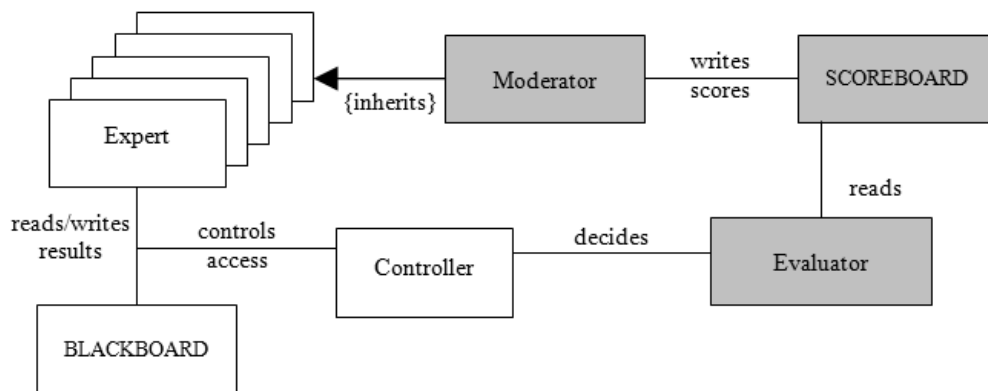 Expert
{inherits}
Moderator
writes
scores
SCOREBOARD
reads/writes
results
controls
access
Controller
decides
reads
Evaluator
BLACKBOARD